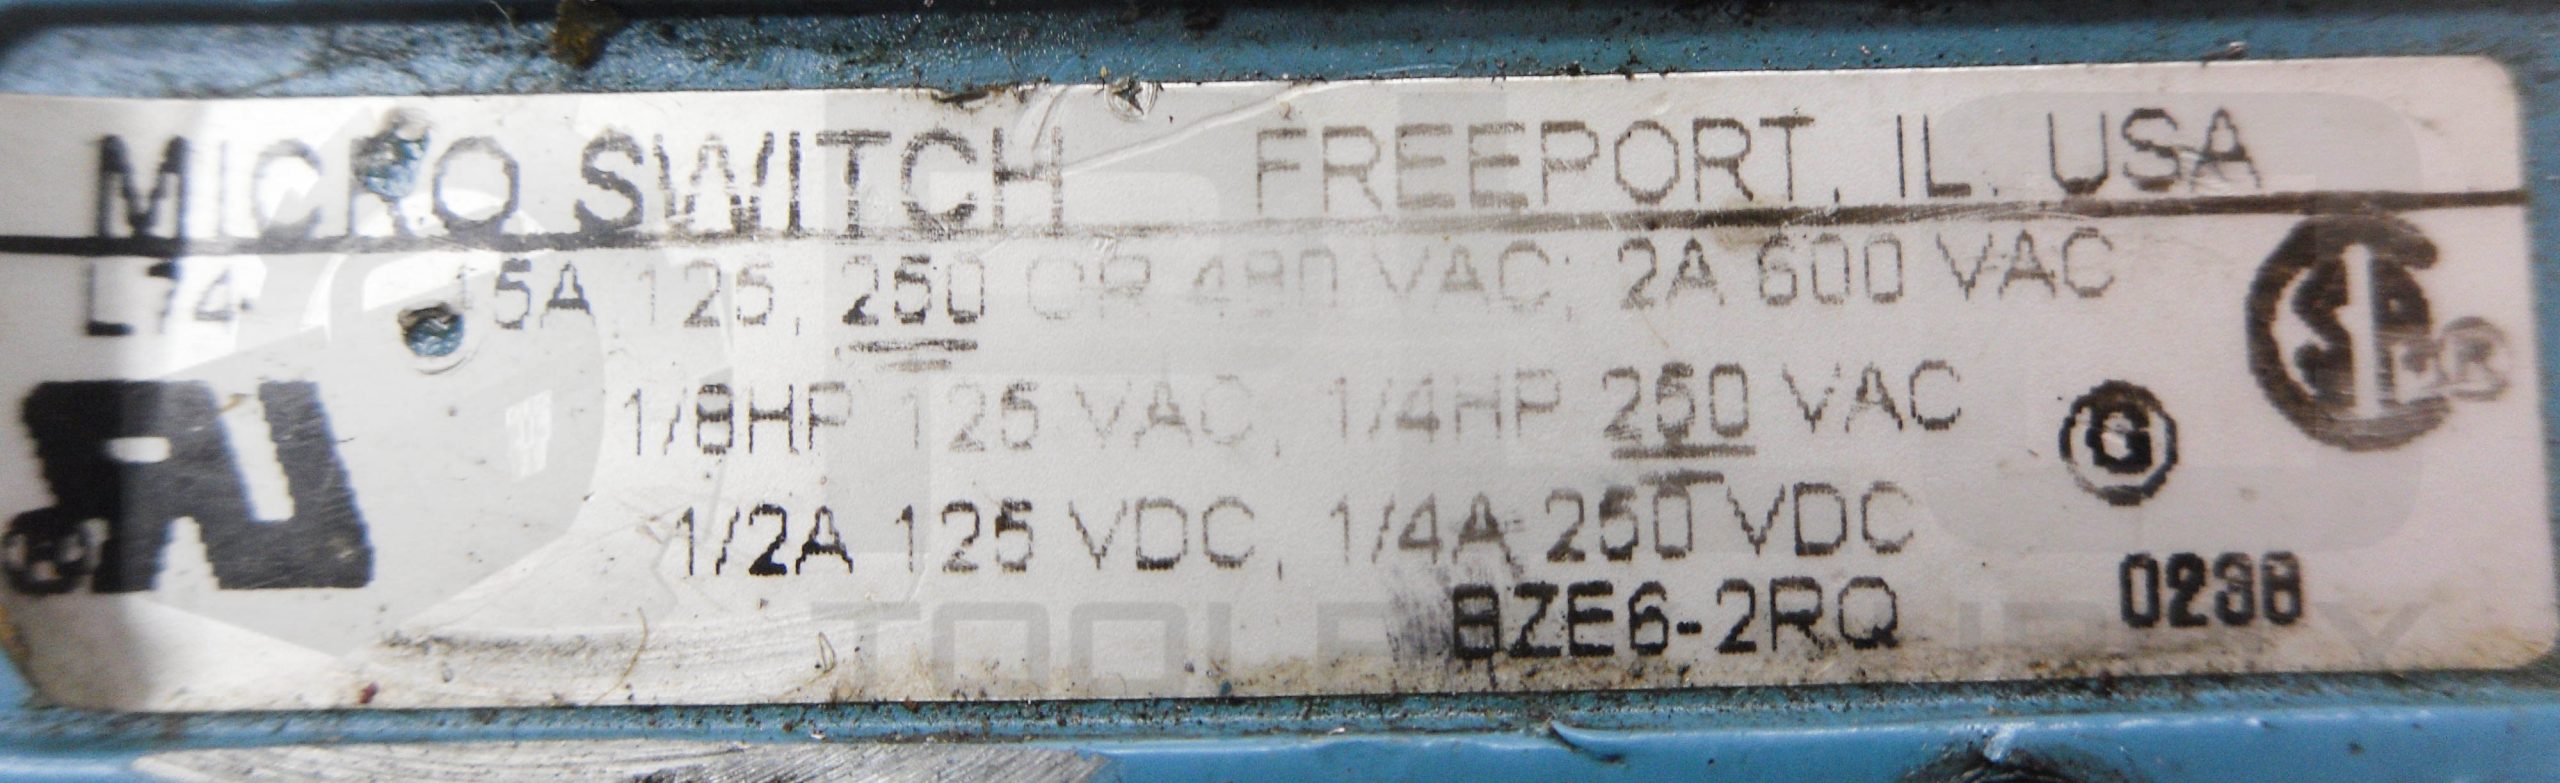 MICRO SWITCH FREEPORT, IL. USA
L74 15A 125, 250 OR 480 VAC; 2A 600 VAC
1/8HP 125 VAC, 1/4HP 250 VAC
1/2A 125 VDC, 1/4A 250 VDC
G
BZE6-2RQ 0238